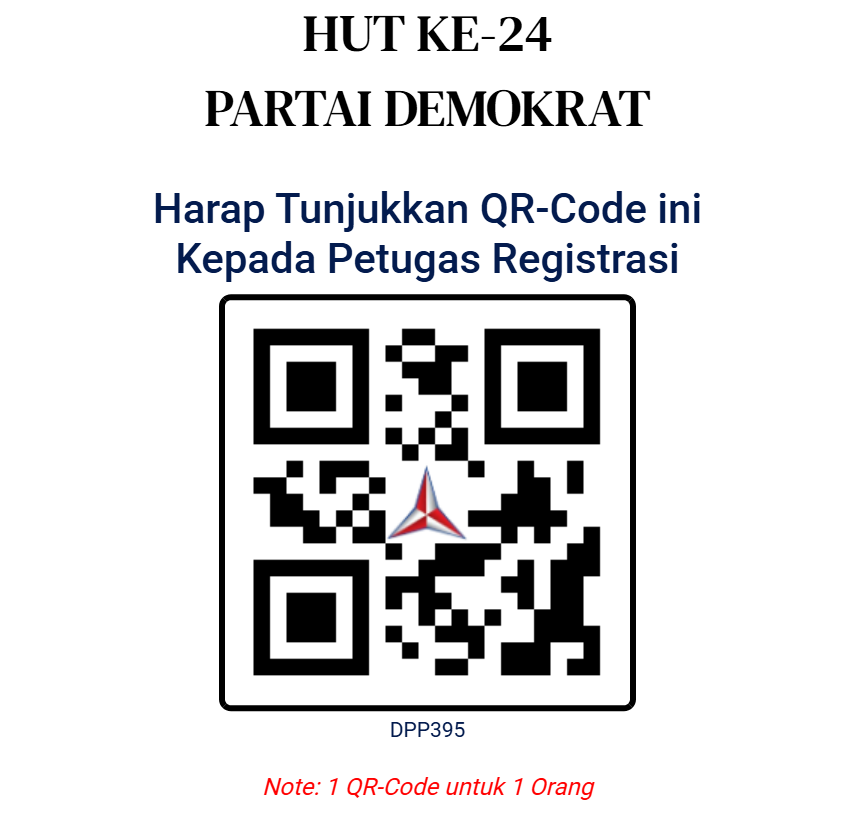 HUT KE-24
PARTAI DEMOKRAT
Harap Tunjukkan QR-Code ini
Kepada Petugas Registrasi
DPP395
Note: 1 QR-Code untuk 1 Orang